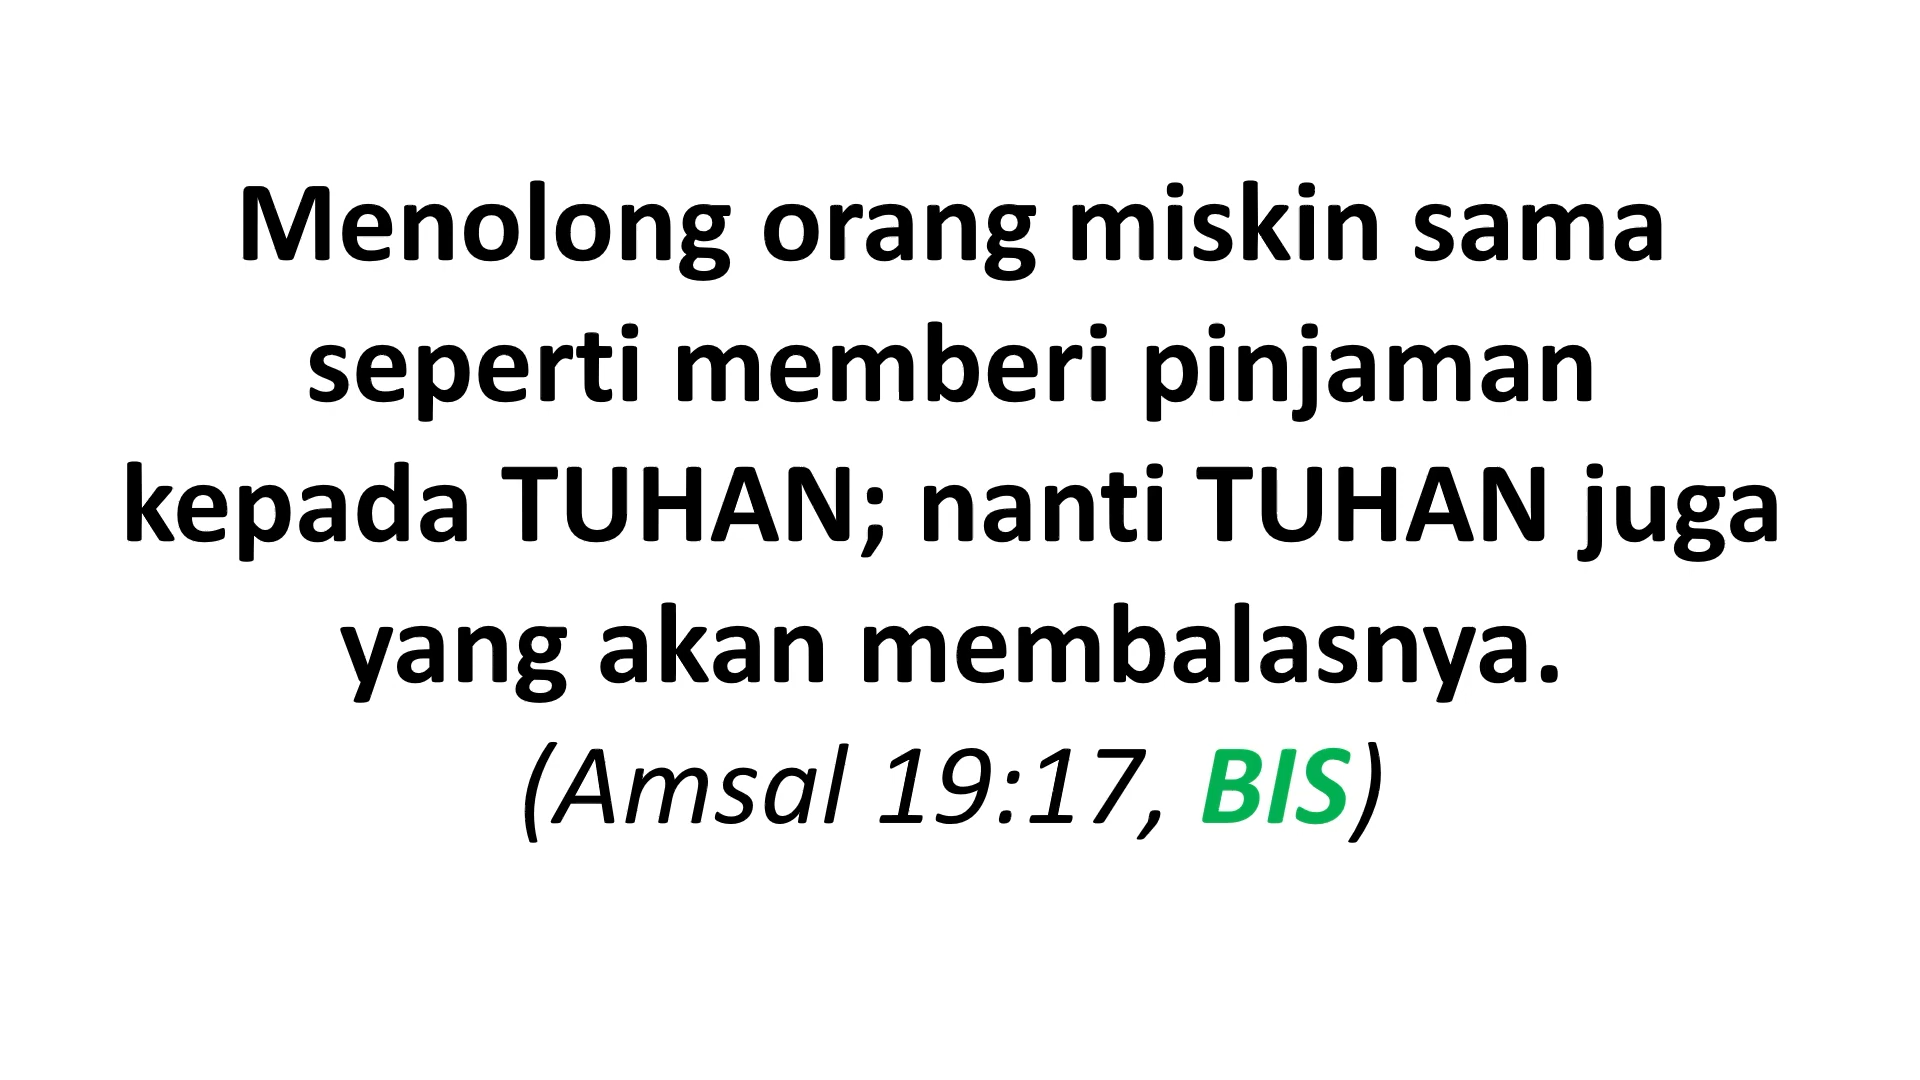 Menolong orang miskin sama
seperti memberi pinjaman
kepada TUHAN; nanti TUHAN juga
yang akan membalasnya.
(Amsal 19:17, BIS)